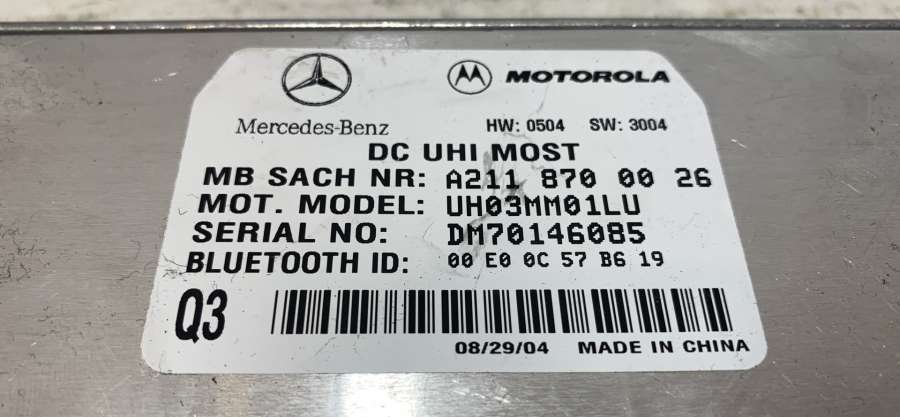 Mercedes-Benz
MOTOROLA
HW: 0504 SW: 3004
DC UHI MOST
MB SACH NR: A211 870 00 26
MOT. MODEL: UH03MM01LU
SERIAL NO: DM70146085
BLUETOOTH ID: 00 E0 0C 57 B6 19
Q3
08/29/04 MADE IN CHINA